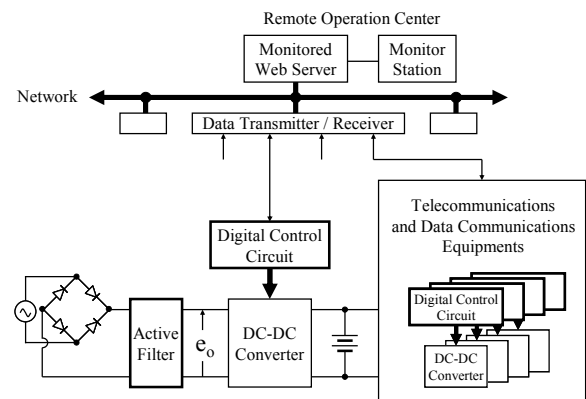 Remote Operation Center
Monitored
Web Server
Monitor
Station
Network
Data Transmitter / Receiver
Telecommunications
and Data Communications
Equipments
Digital Control
Circuit
Digital Control
Circuit
Active
Filter
eo
DC-DC
Converter
DC-DC
Converter